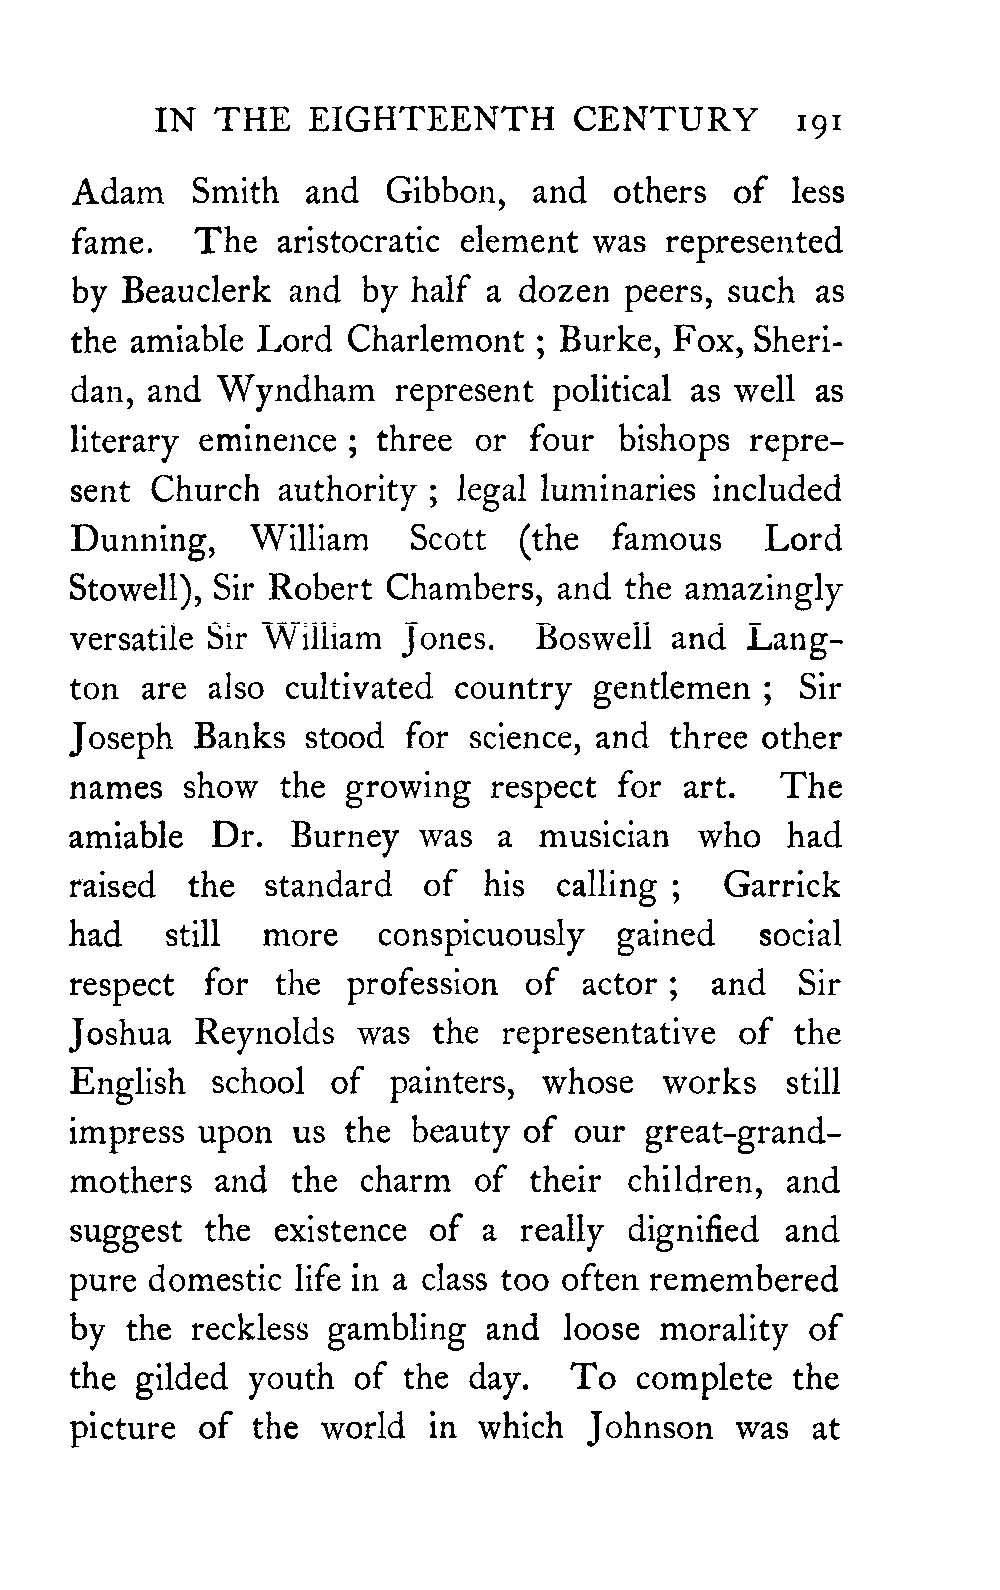 IN THE EIGHTEENTH CENTURY 191
Adam Smith and Gibbon, and others of less
fame. The aristocratic element was represented
by Beauclerk and by half a dozen peers, such as
the amiable Lord Charlemont ; Burke, Fox, Sheri-
dan, and Wyndham represent political as well as
literary eminence ; three or four bishops repre-
sent Church authority ; legal luminaries included
Dunning, William Scott (the famous Lord
Stowell), Sir Robert Chambers, and the amazingly
versatile Sir William Jones. Boswell and Lang-
ton are also cultivated country gentlemen ; Sir
Joseph Banks stood for science, and three other
names show the growing respect for art. The
amiable Dr. Burney was a musician who had
raised the standard of his calling ; Garrick
had still more conspicuously gained social
respect for the profession of actor ; and Sir
Joshua Reynolds was the representative of the
English school of painters, whose works still
impress upon us the beauty of our great-grand-
mothers and the charm of their children, and
suggest the existence of a really dignified and
pure domestic life in a class too often remembered
by the reckless gambling and loose morality of
the gilded youth of the day. To complete the
picture of the world in which Johnson was at